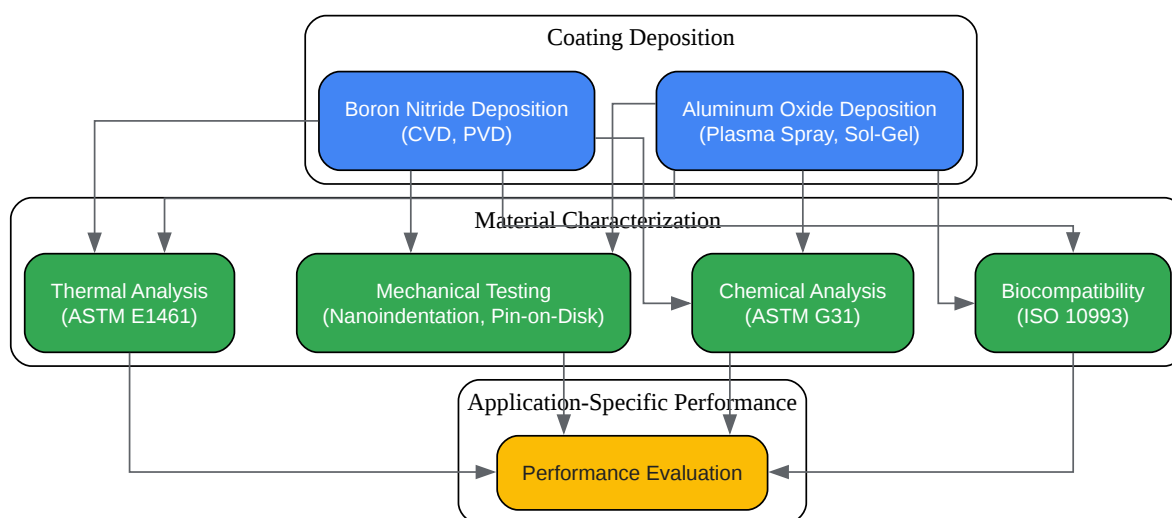 Coating Deposition
Boron Nitride Deposition
(CVD, PVD)
Aluminum Oxide Deposition
(Plasma Spray, Sol-Gel)
Material Characterization
Thermal Analysis
(ASTM E1461)
Mechanical Testing
(Nanoindentation, Pin-on-Disk)
Chemical Analysis
(ASTM G31)
Biocompatibility
(ISO 10993)
Application-Specific Performance
Performance Evaluation